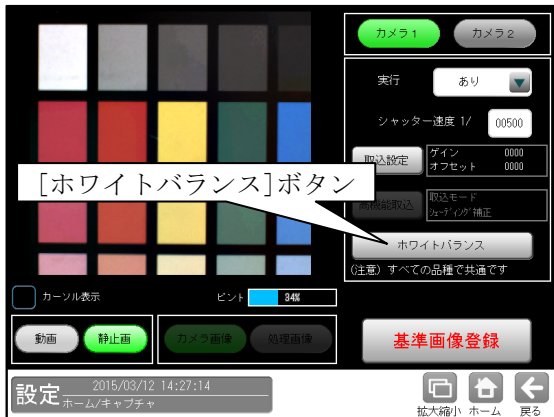 カメラ1 カメラ2
実行 あり
シャッター速度 1/ 00500
取込設定 ゲイン 0000
オフセット 0000
[ホワイトバランス]ボタン
高機能取込 取込モード
シェーディング補正
ホワイトバランス
(注意) すべての品種で共通です
カーソル表示 ピント 34%
動画 静止画 カメラ画像 処理画像
基準画像登録
設定 2015/03/12 14:27:14
ホーム/キャプチャ
拡大縮小 ホーム 戻る